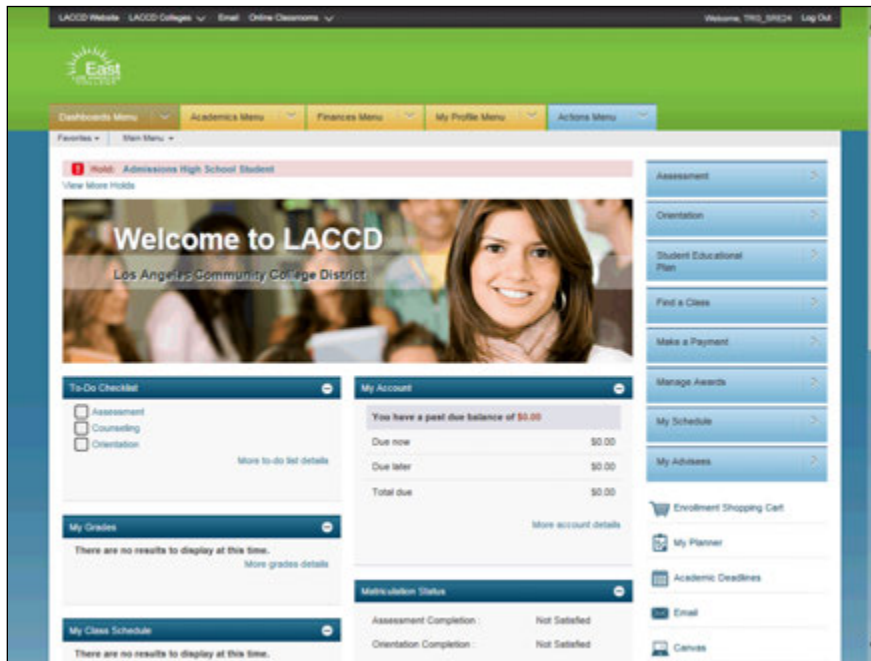 LACCD Website LACCD Colleges Email Online Classrooms Welcome, TRG_SRE24 Log Out
East
LOS ANGELES
COLLEGE
Dashboards Menu Academics Menu Finances Menu My Profile Menu Actions Menu
Favorites Main Menu
! Hold: Admissions High School Student
View More Holds
Welcome to LACCD
Los Angeles Community College District
To-Do Checklist
Assessment
Counseling
Orientation
More to-do list details
My Grades
There are no results to display at this time.
More grades details
My Class Schedule
There are no results to display at this time.
My Account
You have a past due balance of $0.00
Due now $0.00
Due later $0.00
Total due $0.00
More account details
Matriculation Status
Assessment Completion : Not Satisfied
Orientation Completion : Not Satisfied
Assessment
Orientation
Student Educational
Plan
Find a Class
Make a Payment
Manage Awards
My Schedule
My Advisees
Enrollment Shopping Cart
My Planner
Academic Deadlines
Email
Canvas